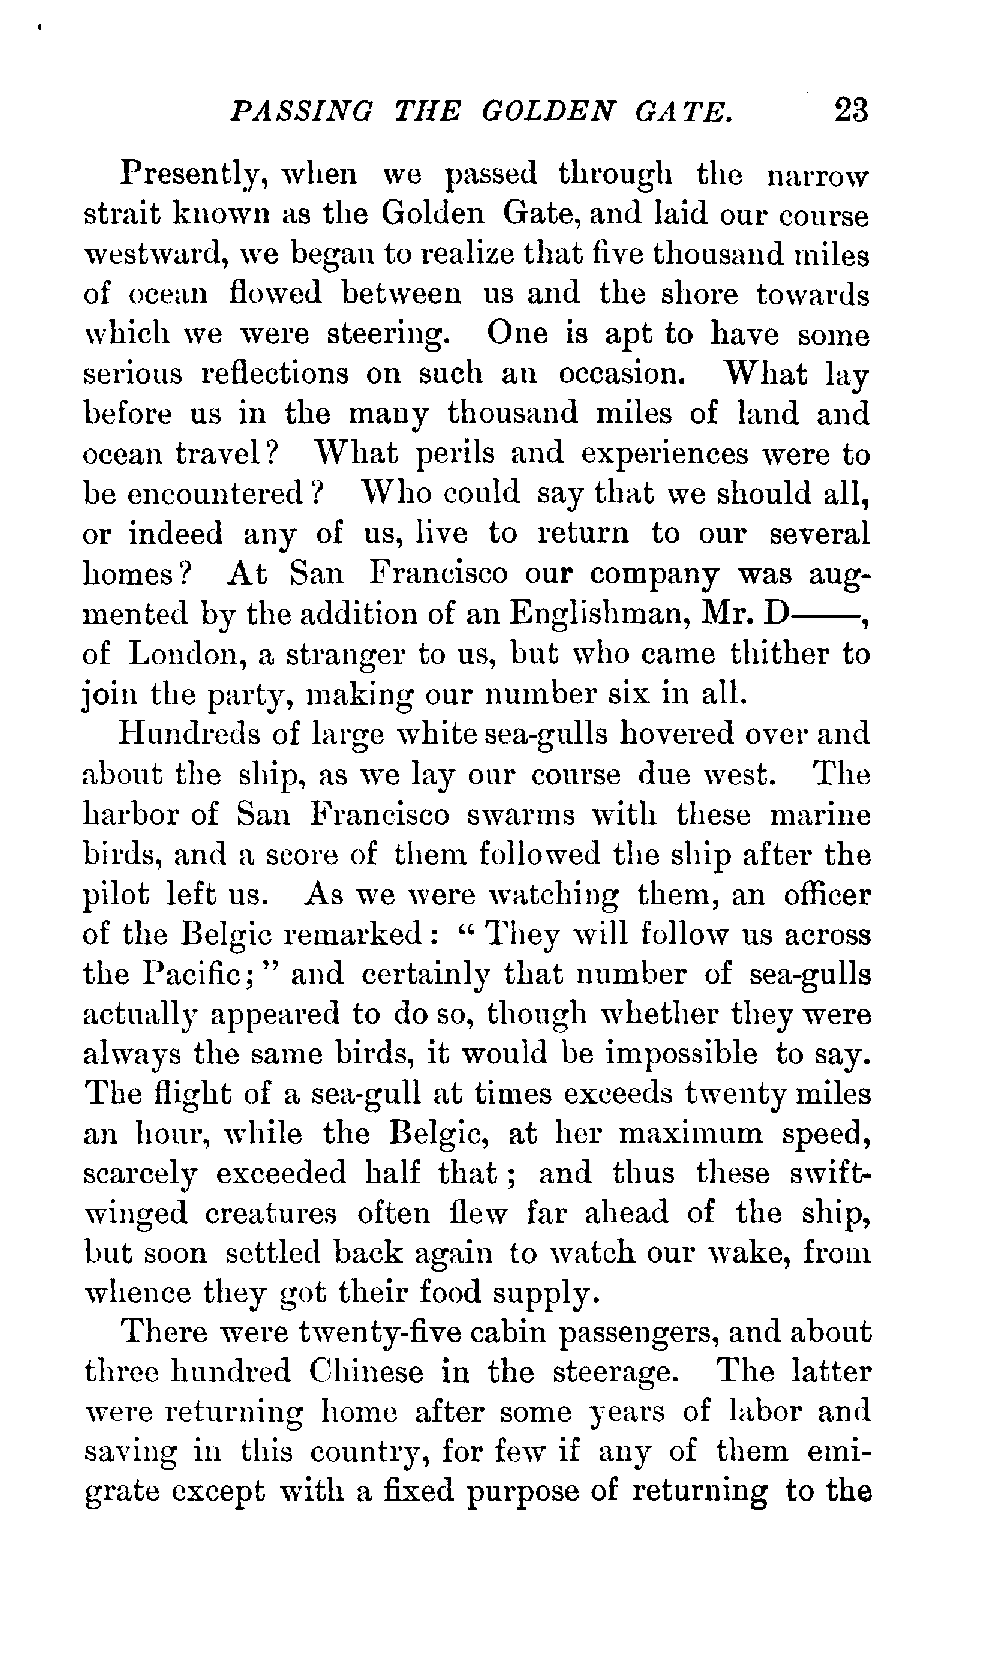 PASSING THE GOLDEN GATE. 23
Presently, when we passed through the narrow
strait known as the Golden Gate, and laid our course
westward, we began to realize that five thousand miles
of ocean flowed between us and the shore towards
which we were steering. One is apt to have some
serious reflections on such an occasion. What lay
before us in the many thousand miles of land and
ocean travel? What perils and experiences were to
be encountered? Who could say that we should all,
or indeed any of us, live to return to our several
homes? At San Francisco our company was aug-
mented by the addition of an Englishman, Mr. D——,
of London, a stranger to us, but who came thither to
join the party, making our number six in all.
Hundreds of large white sea-gulls hovered over and
about the ship, as we lay our course due west. The
harbor of San Francisco swarms with these marine
birds, and a score of them followed the ship after the
pilot left us. As we were watching them, an officer
of the Belgic remarked: “They will follow us across
the Pacific;” and certainly that number of sea-gulls
actually appeared to do so, though whether they were
always the same birds, it would be impossible to say.
The flight of a sea-gull at times exceeds twenty miles
an hour, while the Belgic, at her maximum speed,
scarcely exceeded half that; and thus these swift-
winged creatures often flew far ahead of the ship,
but soon settled back again to watch our wake, from
whence they got their food supply.
There were twenty-five cabin passengers, and about
three hundred Chinese in the steerage. The latter
were returning home after some years of labor and
saving in this country, for few if any of them emi-
grate except with a fixed purpose of returning to the